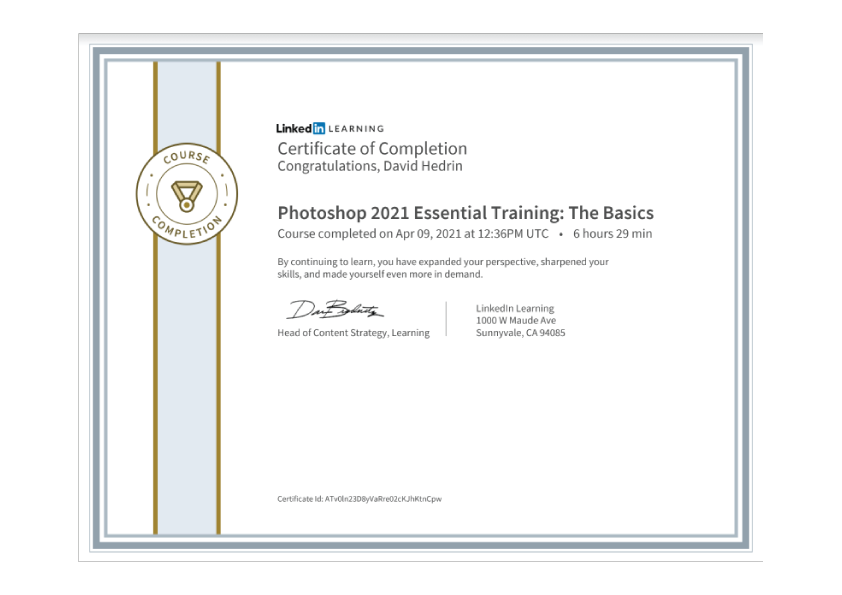 COURSE
COMPLETION
Linked in LEARNING
Certificate of Completion
Congratulations, David Hedrin
Photoshop 2021 Essential Training: The Basics
Course completed on Apr 09, 2021 at 12:36PM UTC • 6 hours 29 min
By continuing to learn, you have expanded your perspective, sharpened your
skills, and made yourself even more in demand.
Head of Content Strategy, Learning
LinkedIn Learning
1000 W Maude Ave
Sunnyvale, CA 94085
Certificate Id: ATv0ln23D8yVaRre02cKJhKtnCpw